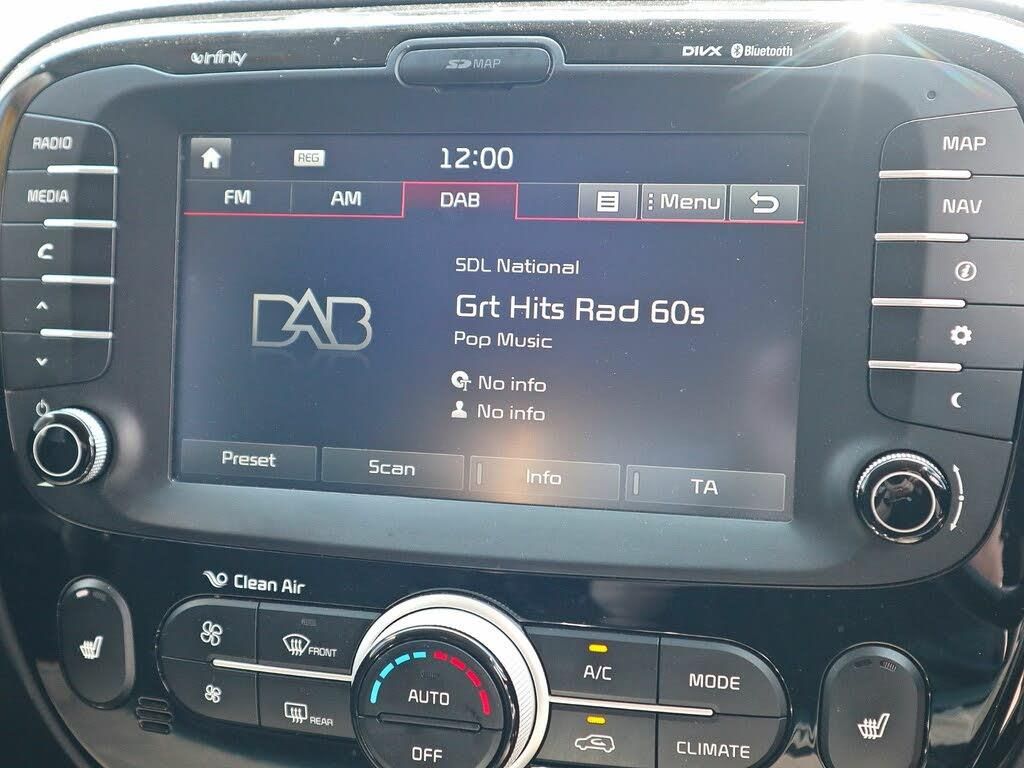 infinity
SD MAP
DIVX Bluetooth
RADIO
MEDIA
MAP
NAV
REG
12:00
FM AM DAB Menu
SDL National
DAB
Grt Hits Rad 60s
Pop Music
No info
No info
Preset Scan Info TA
Clean Air
FRONT
REAR
AUTO
OFF
A/C
MODE
CLIMATE